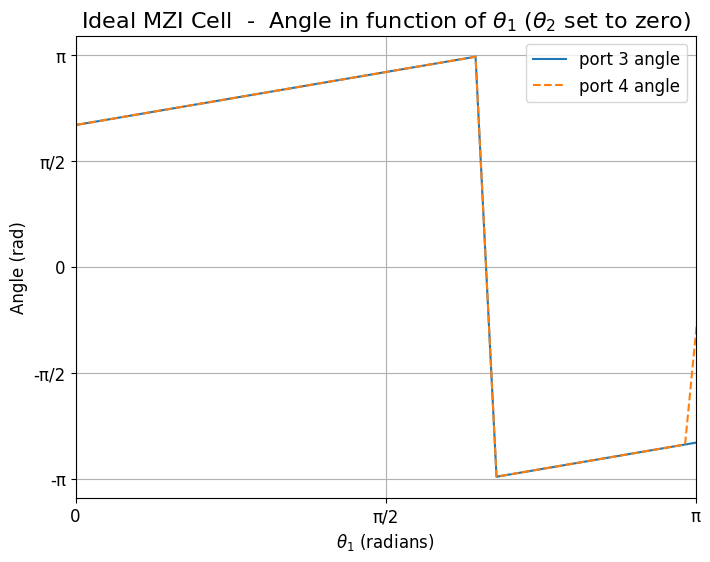 Ideal MZI Cell  -  Angle in function of θ₁ (θ₂ set to zero)
port 3 angle
port 4 angle
π
π/2
0
-π/2
-π
Angle (rad)
0
π/2
π
θ₁ (radians)